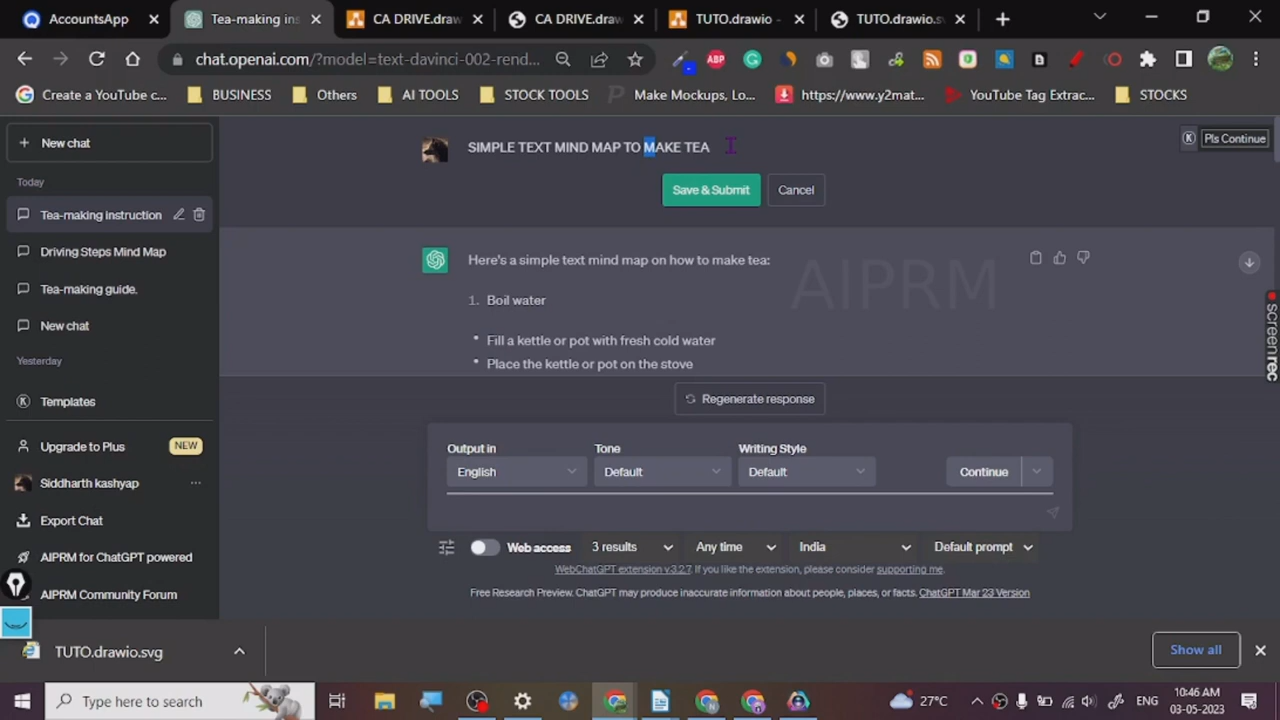 AccountsApp
Tea-making ins
CA DRIVE.draw
CA DRIVE.draw
TUTO.drawio -
TUTO.drawio.sv
chat.openai.com/?model=text-davinci-002-rend...
ABP
Create a YouTube c...
BUSINESS
Others
AI TOOLS
STOCK TOOLS
Make Mockups, Lo...
https://www.y2mat...
YouTube Tag Extrac...
STOCKS
New chat
SIMPLE TEXT MIND MAP TO MAKE TEA
K Pls Continue
Today
Save & Submit
Cancel
Tea-making instruction
Driving Steps Mind Map
Here's a simple text mind map on how to make tea:
AIPRM
Tea-making guide.
1. Boil water
New chat
• Fill a kettle or pot with fresh cold water
Yesterday
• Place the kettle or pot on the stove
screenrec
K Templates
Regenerate response
Upgrade to Plus
NEW
Output in
Tone
Writing Style
English
Default
Default
Continue
Siddharth kashyap
...
Export Chat
AIPRM for ChatGPT powered
Web access
3 results
Any time
India
Default prompt
WebChatGPT extension v.3.2.7. If you like the extension, please consider supporting me.
AIPRM Community Forum
Free Research Preview. ChatGPT may produce inaccurate information about people, places, or facts. ChatGPT Mar 23 Version
TUTO.drawio.svg
Show all
Type here to search
27°C
ENG
10:46 AM
03-05-2023